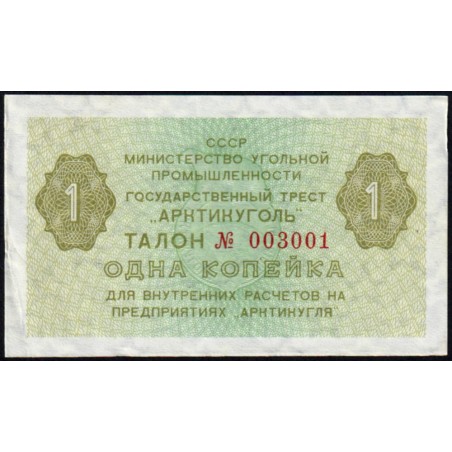 СССР
МИНИСТЕРСТВО УГОЛЬНОЙ
ПРОМЫШЛЕННОСТИ
ГОСУДАРСТВЕННЫЙ ТРЕСТ
„АРКТИКУГОЛЬ"
1 1
ТАЛОН № 003001
ОДНА КОПЕЙКА
ДЛЯ ВНУТРЕННИХ РАСЧЕТОВ НА
ПРЕДПРИЯТИЯХ „АРКТИКУГЛЯ"